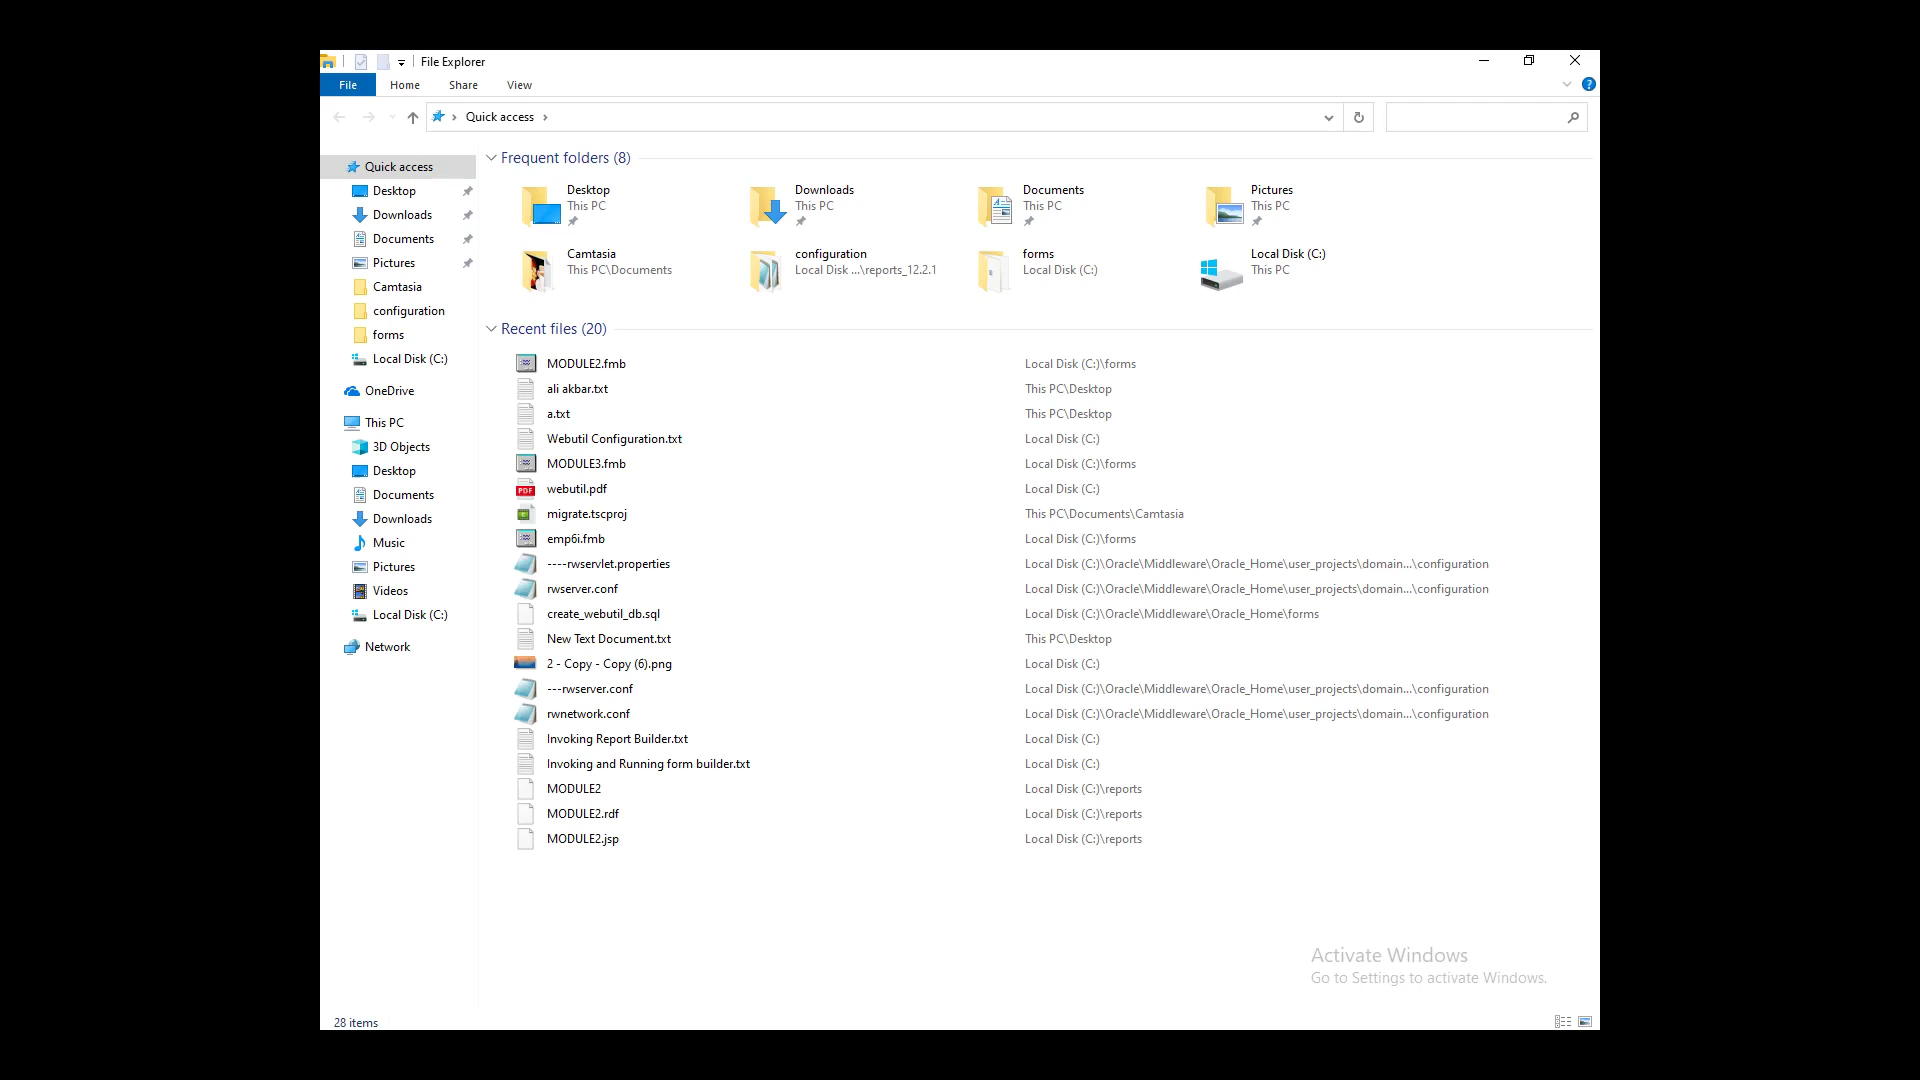 File Explorer
File Home Share View
Quick access
Quick access
Desktop
Downloads
Documents
Pictures
Camtasia
configuration
forms
Local Disk (C:)
OneDrive
This PC
3D Objects
Desktop
Documents
Downloads
Music
Pictures
Videos
Local Disk (C:)
Network
Frequent folders (8)
Desktop
This PC
Downloads
This PC
Documents
This PC
Pictures
This PC
Camtasia
This PC\Documents
configuration
Local Disk ...\reports_12.2.1
forms
Local Disk (C:)
Local Disk (C:)
This PC
Recent files (20)
MODULE2.fmb Local Disk (C:)\forms
ali akbar.txt This PC\Desktop
a.txt This PC\Desktop
Webutil Configuration.txt Local Disk (C:)
MODULE3.fmb Local Disk (C:)\forms
PDF webutil.pdf Local Disk (C:)
migrate.tscproj This PC\Documents\Camtasia
emp6i.fmb Local Disk (C:)\forms
----rwservlet.properties Local Disk (C:)\Oracle\Middleware\Oracle_Home\user_projects\domain...\configuration
rwserver.conf Local Disk (C:)\Oracle\Middleware\Oracle_Home\user_projects\domain...\configuration
create_webutil_db.sql Local Disk (C:)\Oracle\Middleware\Oracle_Home\forms
New Text Document.txt This PC\Desktop
2 - Copy - Copy (6).png Local Disk (C:)
---rwserver.conf Local Disk (C:)\Oracle\Middleware\Oracle_Home\user_projects\domain...\configuration
rwnetwork.conf Local Disk (C:)\Oracle\Middleware\Oracle_Home\user_projects\domain...\configuration
Invoking Report Builder.txt Local Disk (C:)
Invoking and Running form builder.txt Local Disk (C:)
MODULE2 Local Disk (C:)\reports
MODULE2.rdf Local Disk (C:)\reports
MODULE2.jsp Local Disk (C:)\reports
Activate Windows
Go to Settings to activate Windows.
28 items